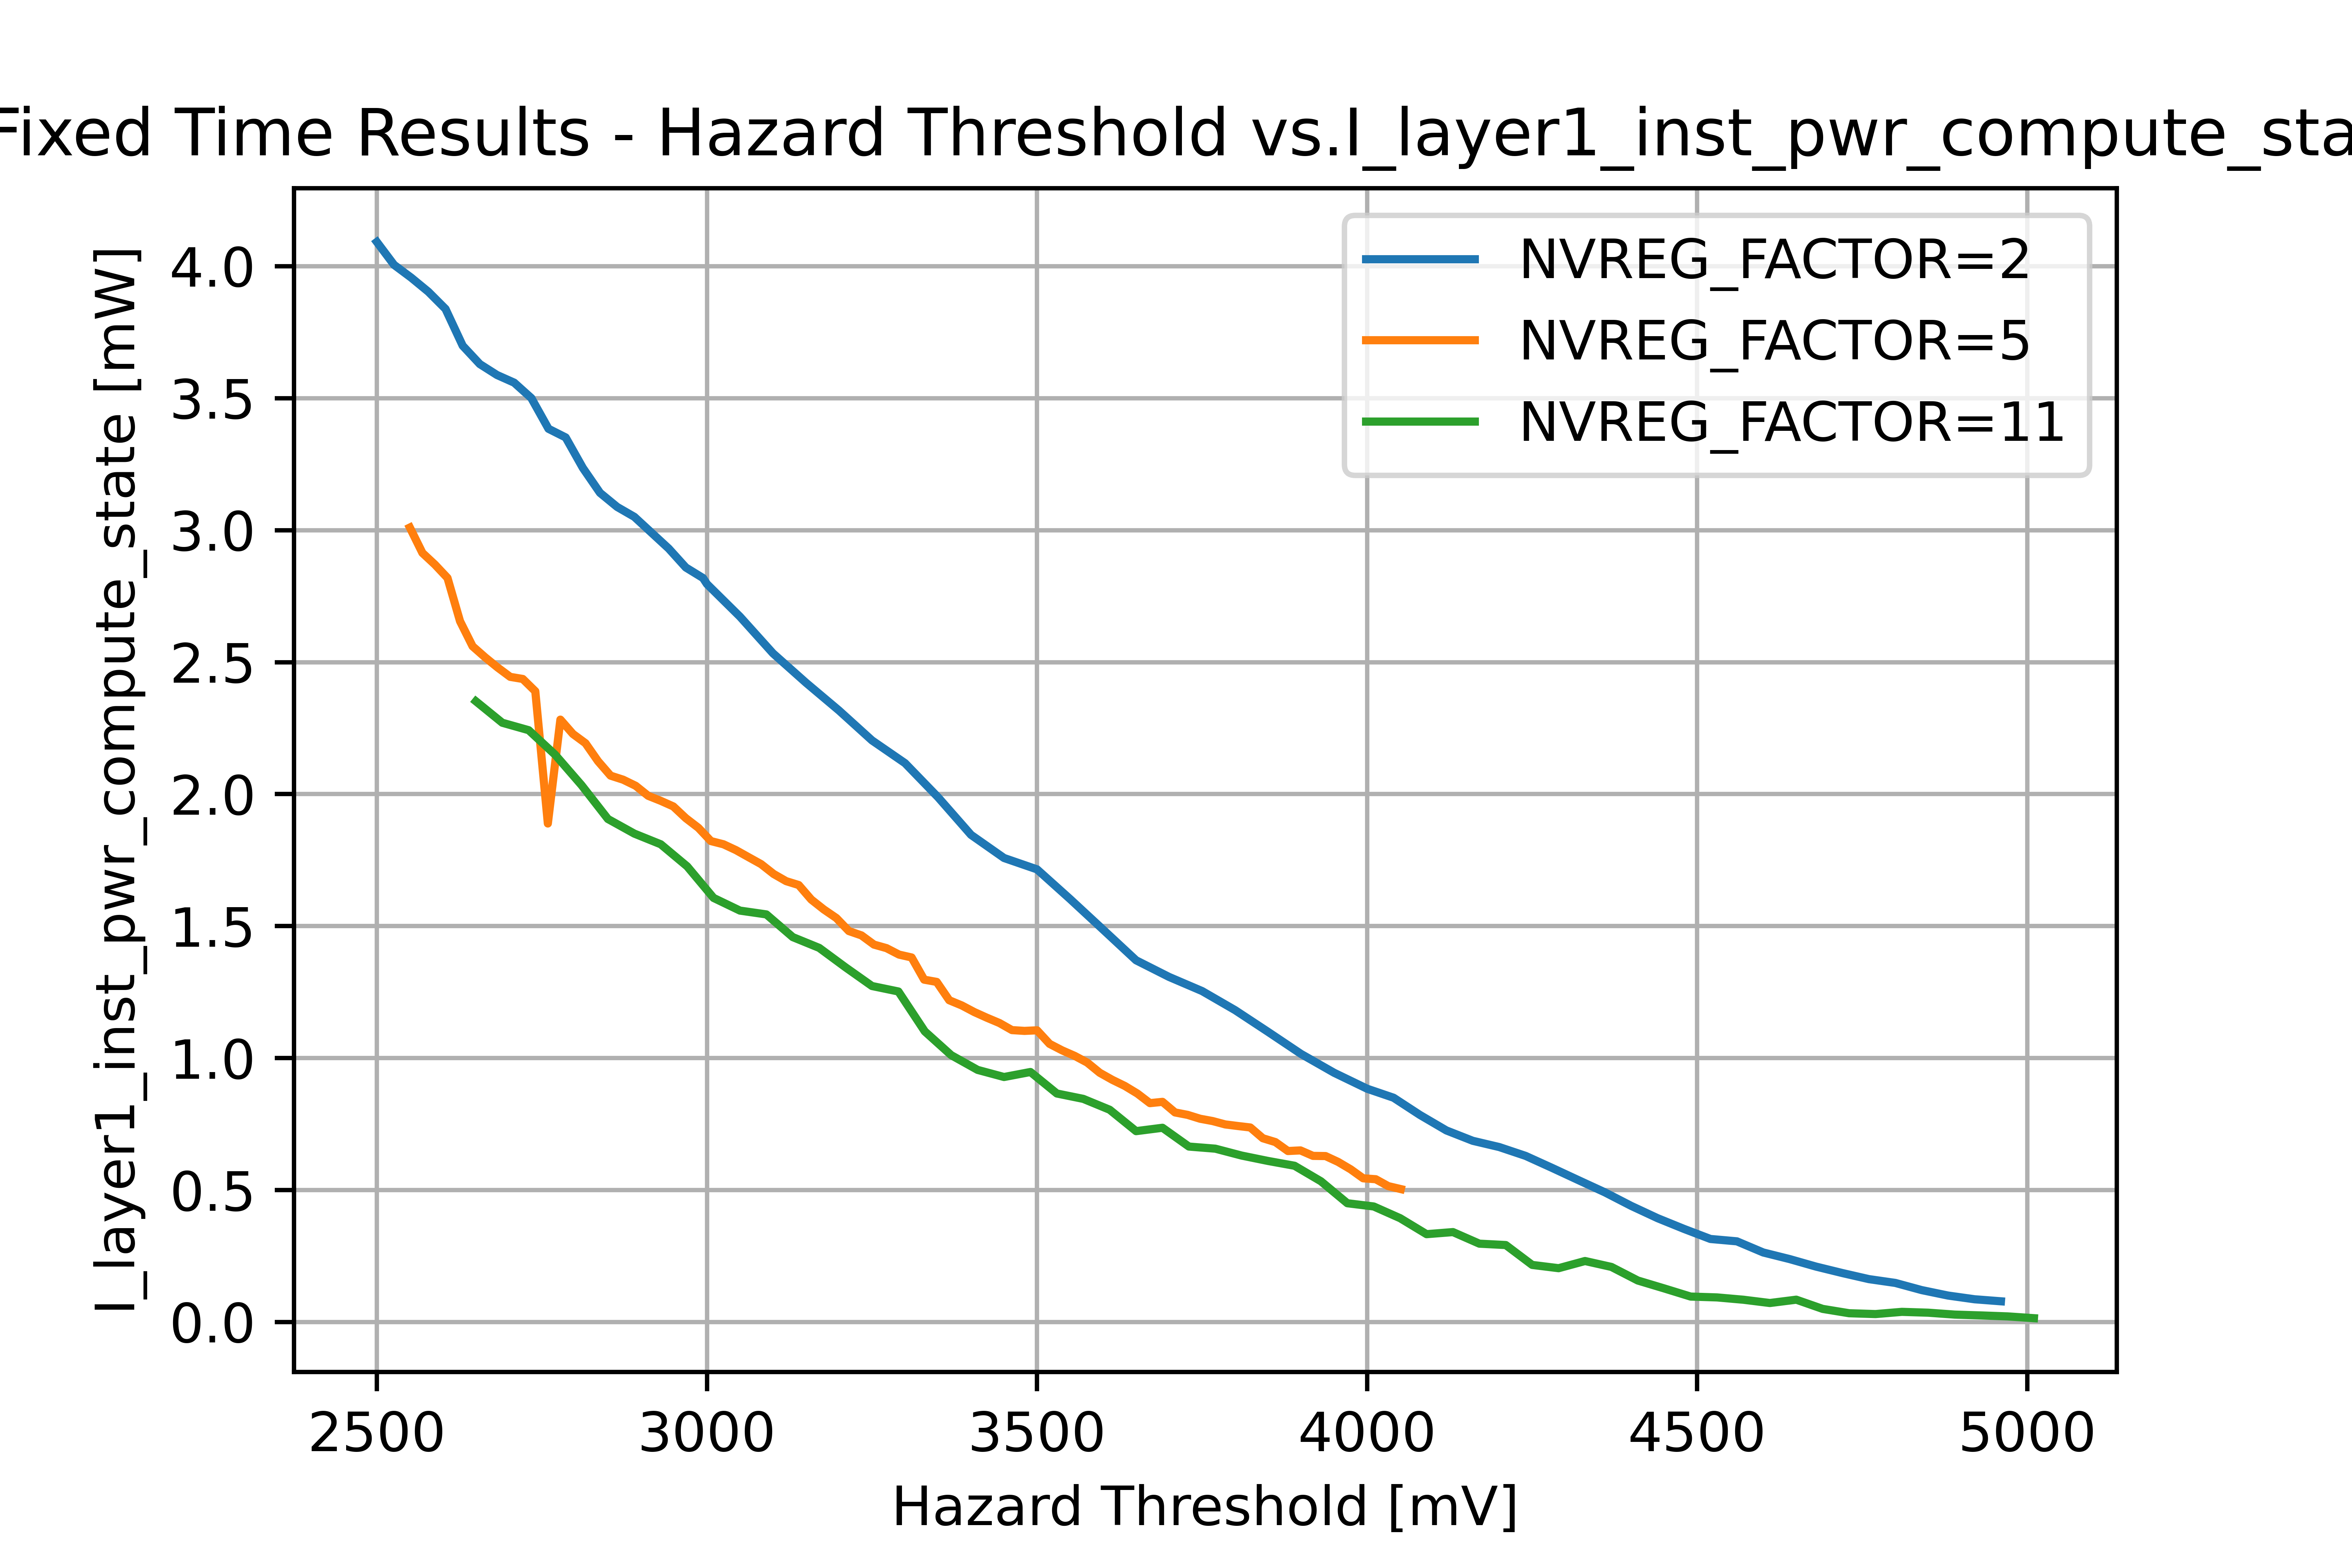 Fixed Time Results - Hazard Threshold vs.I_layer1_inst_pwr_compute_sta
I_layer1_inst_pwr_compute_state [mW]
4.0
3.5
3.0
2.5
2.0
1.5
1.0
0.5
0.0
NVREG_FACTOR=2
NVREG_FACTOR=5
NVREG_FACTOR=11
2500 3000 3500 4000 4500 5000
Hazard Threshold [mV]